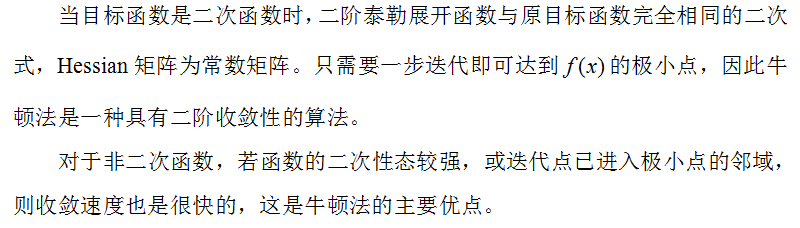 当目标函数是二次函数时，二阶泰勒展开函数与原目标函数完全相同的二次
式，Hessian 矩阵为常数矩阵。只需要一步迭代即可达到 f(x) 的极小点，因此牛
顿法是一种具有二阶收敛性的算法。
对于非二次函数，若函数的二次性态较强，或迭代点已进入极小点的邻域，
则收敛速度也是很快的，这是牛顿法的主要优点。